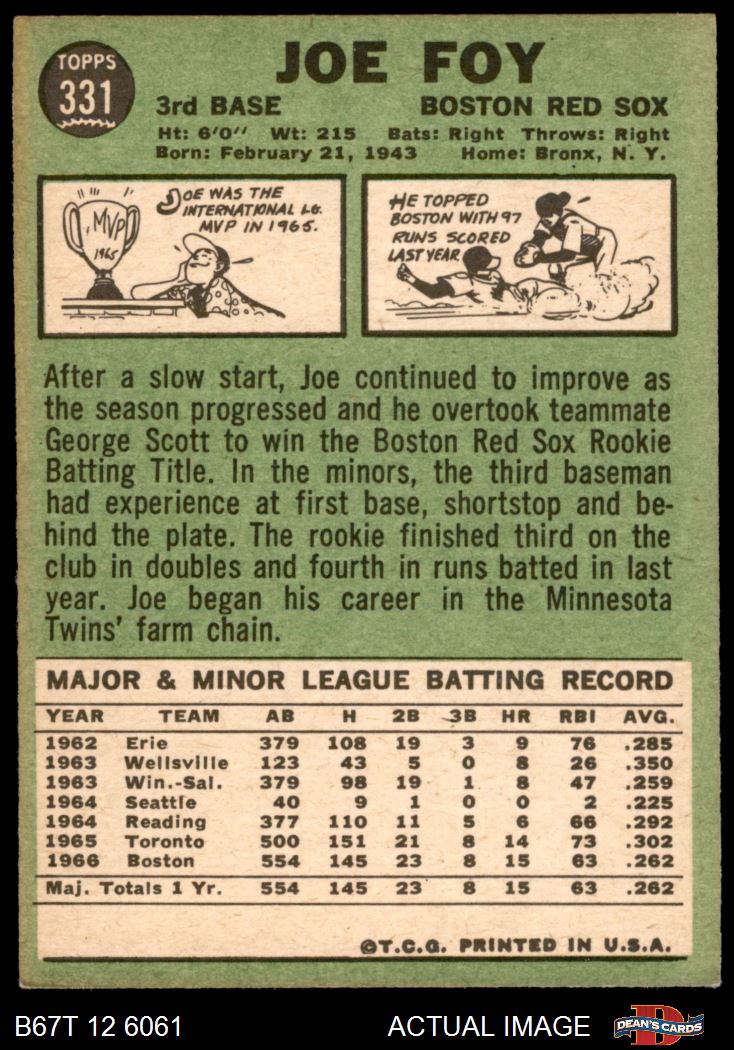 TOPPS
331
JOE FOY
3rd BASE BOSTON RED SOX
Ht: 6'0" Wt: 215 Bats: Right Throws: Right
Born: February 21, 1943 Home: Bronx, N. Y.
MVP
1965
JOE WAS THE
INTERNATIONAL LG.
MVP IN 1965.
HE TOPPED
BOSTON WITH 97
RUNS SCORED
LAST YEAR
After a slow start, Joe continued to improve as
the season progressed and he overtook teammate
George Scott to win the Boston Red Sox Rookie
Batting Title. In the minors, the third baseman
had experience at first base, shortstop and be-
hind the plate. The rookie finished third on the
club in doubles and fourth in runs batted in last
year. Joe began his career in the Minnesota
Twins' farm chain.
MAJOR & MINOR LEAGUE BATTING RECORD
YEAR TEAM AB H 2B 3B HR RBI AVG.
1962 Erie 379 108 19 3 9 76 .285
1963 Wellsville 123 43 5 0 8 26 .350
1963 Win.-Sal. 379 98 19 1 8 47 .259
1964 Seattle 40 9 1 0 0 2 .225
1964 Reading 377 110 11 5 6 66 .292
1965 Toronto 500 151 21 8 14 73 .302
1966 Boston 554 145 23 8 15 63 .262
Maj. Totals 1 Yr. 554 145 23 8 15 63 .262
©T.C.G. PRINTED IN U.S.A.
B67T 12 6061 ACTUAL IMAGE
D
DEAN'S CARDS